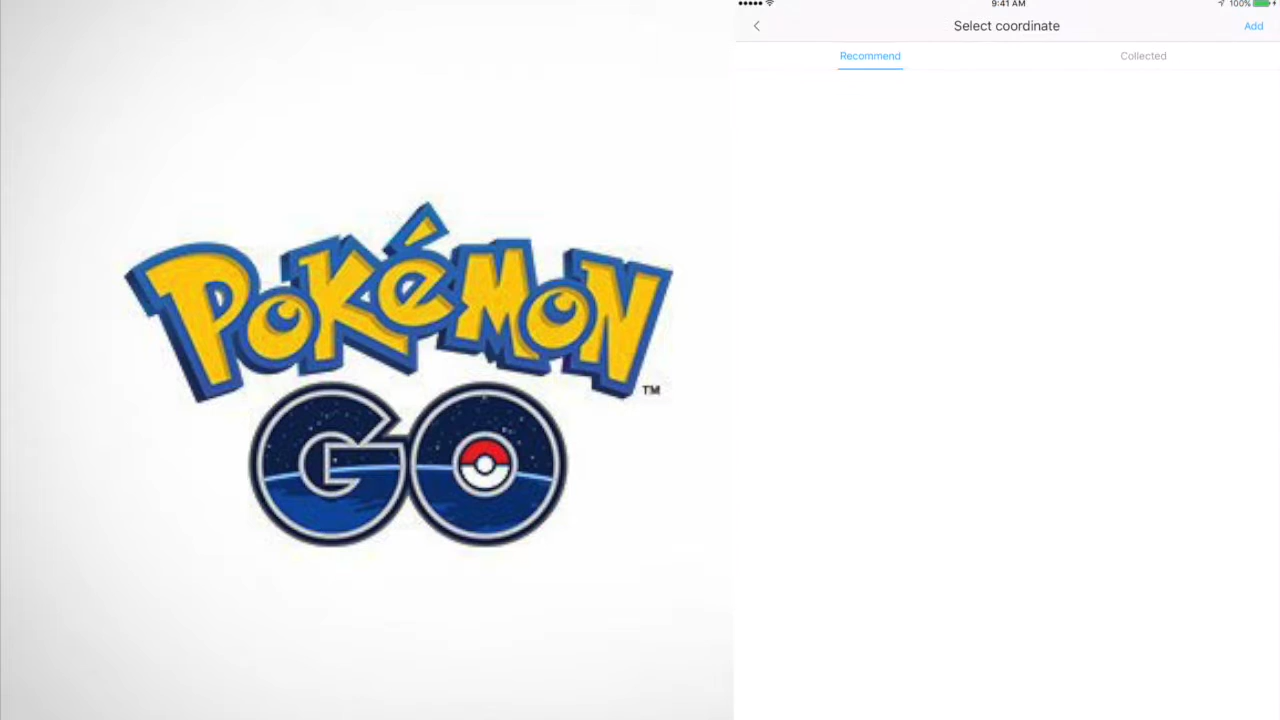 POKéMON
TM
GO
9:41 AM
100%
Select coordinate
Add
Recommend
Collected